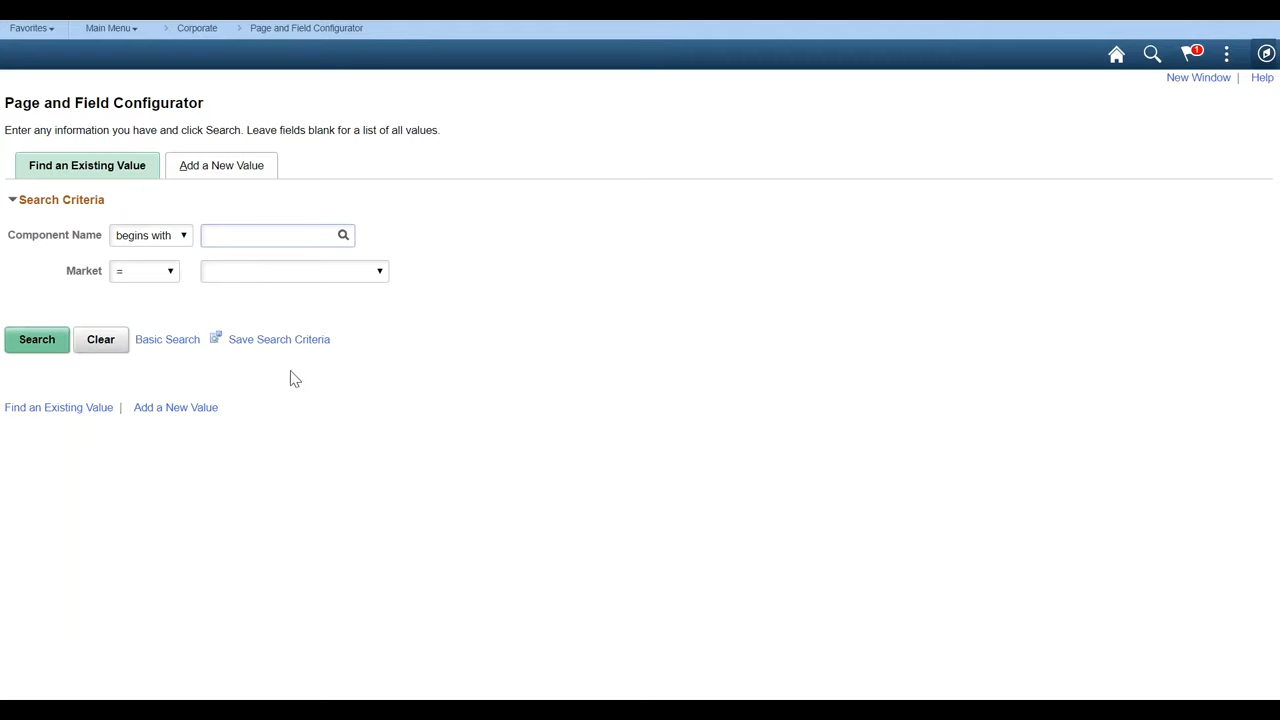 Favorites Main Menu > Corporate > Page and Field Configurator
1
New Window | Help
Page and Field Configurator
Enter any information you have and click Search. Leave fields blank for a list of all values.
Find an Existing Value Add a New Value
Search Criteria
Component Name begins with
Market =
Search Clear Basic Search Save Search Criteria
Find an Existing Value | Add a New Value